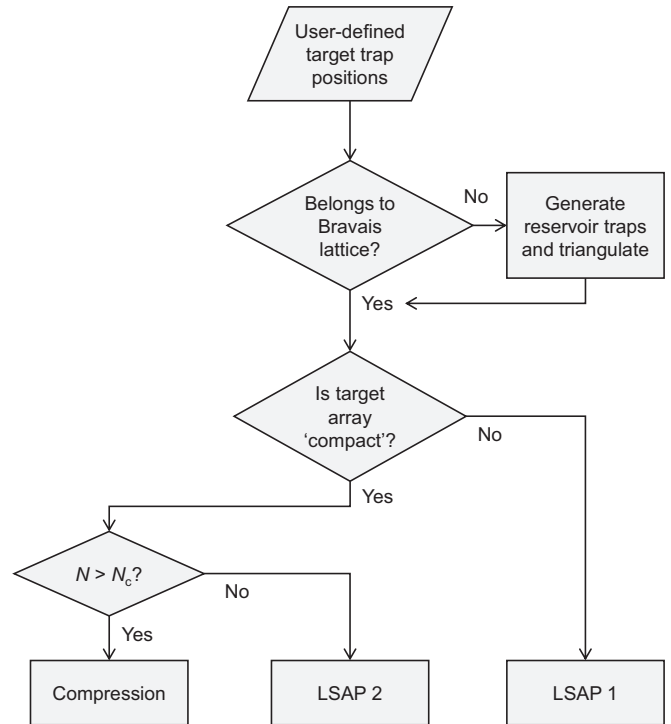 User-defined
target trap
positions
Belongs to
Bravais
lattice?
No
Generate
reservoir traps
and triangulate
Yes
Is target
array
‘compact’?
No
Yes
N > Nc?
No
Yes
Compression
LSAP 2
LSAP 1